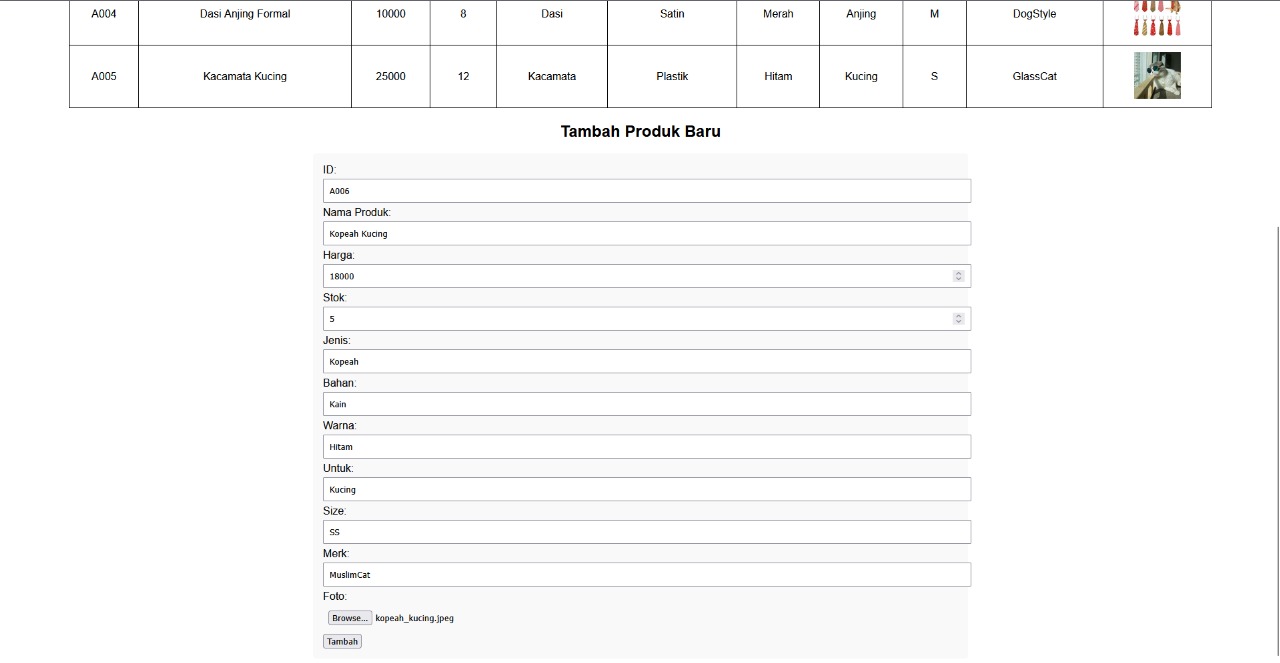 A004 Dasi Anjing Formal 10000 8 Dasi Satin Merah Anjing M DogStyle
A005 Kacamata Kucing 25000 12 Kacamata Plastik Hitam Kucing S GlassCat
Tambah Produk Baru
ID:
A006
Nama Produk:
Kopeah Kucing
Harga:
18000
Stok:
5
Jenis:
Kopeah
Bahan:
Kain
Warna:
Hitam
Untuk:
Kucing
Size:
SS
Merk:
MuslimCat
Foto:
Browse... kopeah_kucing.jpeg
Tambah